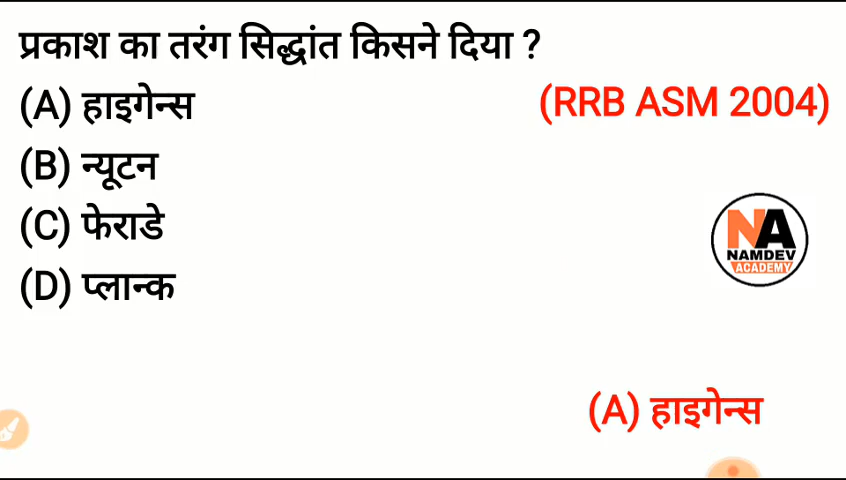 प्रकाश का तरंग सिद्धांत किसने दिया ?
(A) हाइगेन्स
(RRB ASM 2004)
(B) न्यूटन
(C) फेराडे
(D) प्लान्क
NA
NAMDEV
ACADEMY
(A) हाइगेन्स